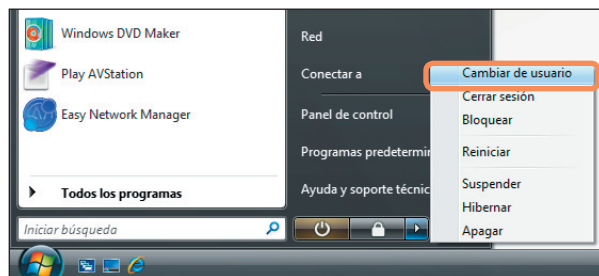 Windows DVD Maker
Play AVStation
Easy Network Manager
Todos los programas
Iniciar búsqueda
Red
Conectar a
Panel de control
Programas predetermin
Ayuda y soporte técnic
Cambiar de usuario
Cerrar sesión
Bloquear
Reiniciar
Suspender
Hibernar
Apagar